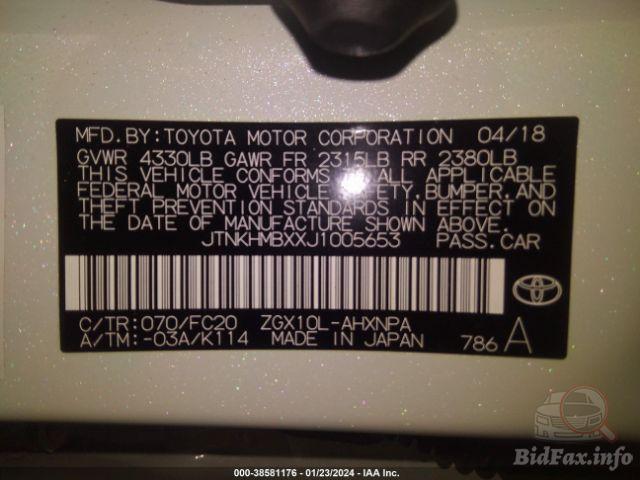 MFD.BY:TOYOTA MOTOR CORPORATION 04/18
GVWR 4330LB GAWR FR 2315LB RR 2380LB
THIS VEHICLE CONFORMS TO ALL APPLICABLE
FEDERAL MOTOR VEHICLE SAFETY, BUMPER, AND
THEFT PREVENTION STANDARDS IN EFFECT ON
THE DATE OF MANUFACTURE SHOWN ABOVE.
JTNKHMBXXJ1005653 PASS.CAR
C/TR:070/FC20 ZGX10L-AHXNPA
A/TM:-03A/K114 MADE IN JAPAN 786 A
BidFax.info
000-38581176 - 01/23/2024 - IAA Inc.